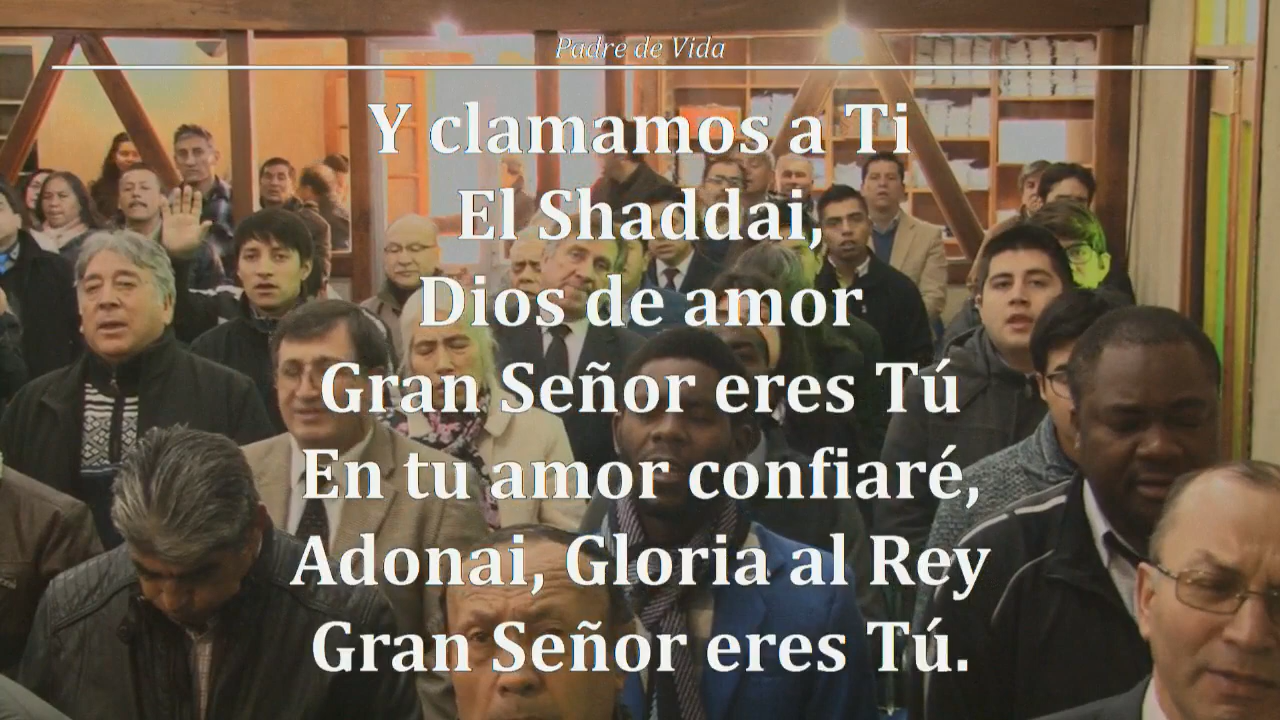 Padre de Vida
Y clamamos a Ti
El Shaddai,
Dios de amor
Gran Señor eres Tú
En tu amor confiaré,
Adonai, Gloria al Rey
Gran Señor eres Tú.